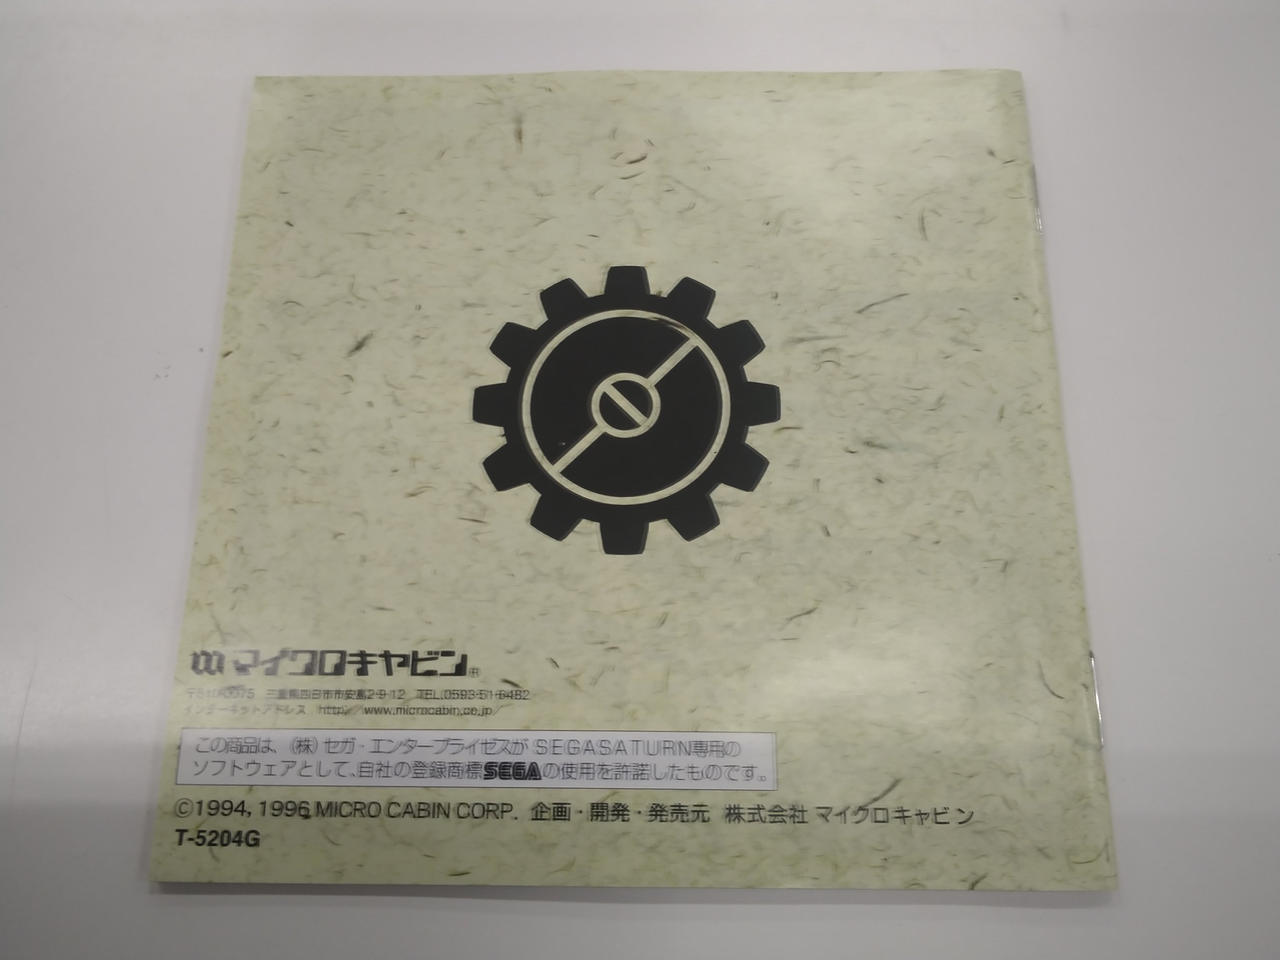 マイクロキャビン®
三重県四日市市安島2-9-12 TEL.0593-51-6482
インターネットアドレス http://www.microcabin.co.jp/
この商品は、(株)セガ・エンタープライゼスがSEGASATURN専用の
ソフトウェアとして、自社の登録商標SEGAの使用を許諾したものです。
©1994, 1996 MICRO CABIN CORP. 企画・開発・発売元 株式会社 マイクロキャビン
T-5204G